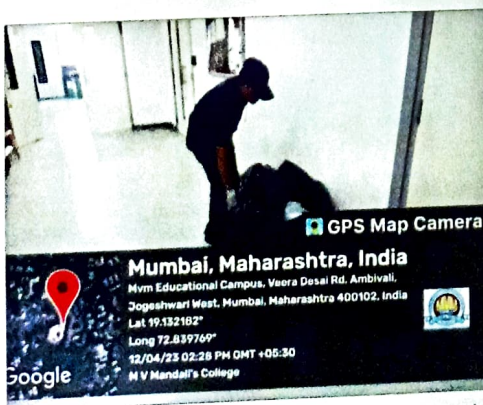 GPS Map Camera
Mumbai, Maharashtra, India
Mvm Educational Campus, Veera Desai Rd, Ambivali,
Jogeshwari West, Mumbai, Maharashtra 400102, India
Lat 19.132182°
Long 72.839769°
12/04/23 02:28 PM GMT +05:30
M V Mandali's College
Google